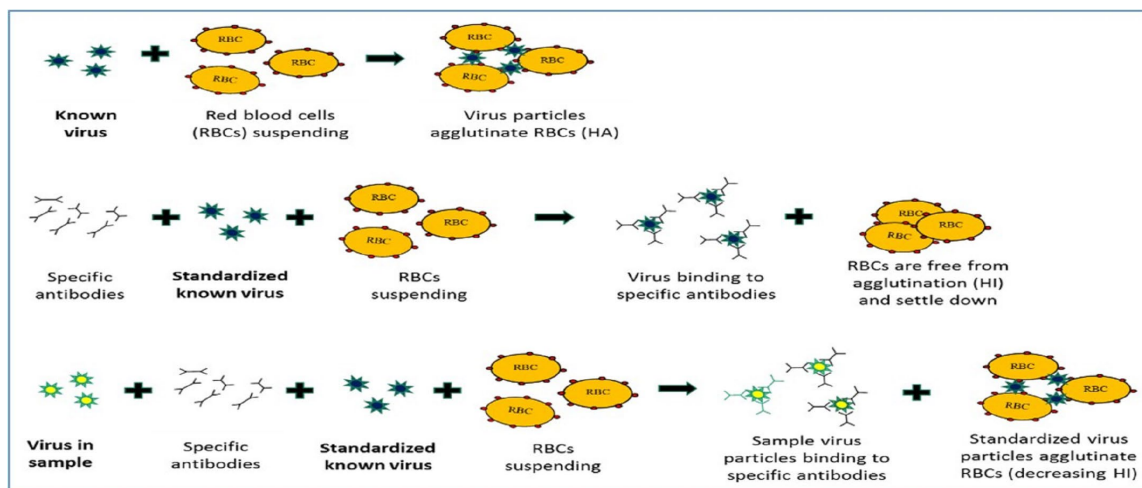 RBC
RBC
RBC
RBC
RBC
RBC
Known
virus
Red blood cells
(RBCs) suspending
Virus particles
agglutinate RBCs (HA)
RBC
RBC
RBC
RBC
RBC
RBC
Specific
antibodies
Standardized
known virus
RBCs
suspending
Virus binding to
specific antibodies
RBCs are free from
agglutination (HI)
and settle down
RBC
RBC
RBC
RBC
RBC
RBC
Virus in
sample
Specific
antibodies
Standardized
known virus
RBCs
suspending
Sample virus
particles binding to
specific antibodies
Standardized virus
particles agglutinate
RBCs (decreasing HI)